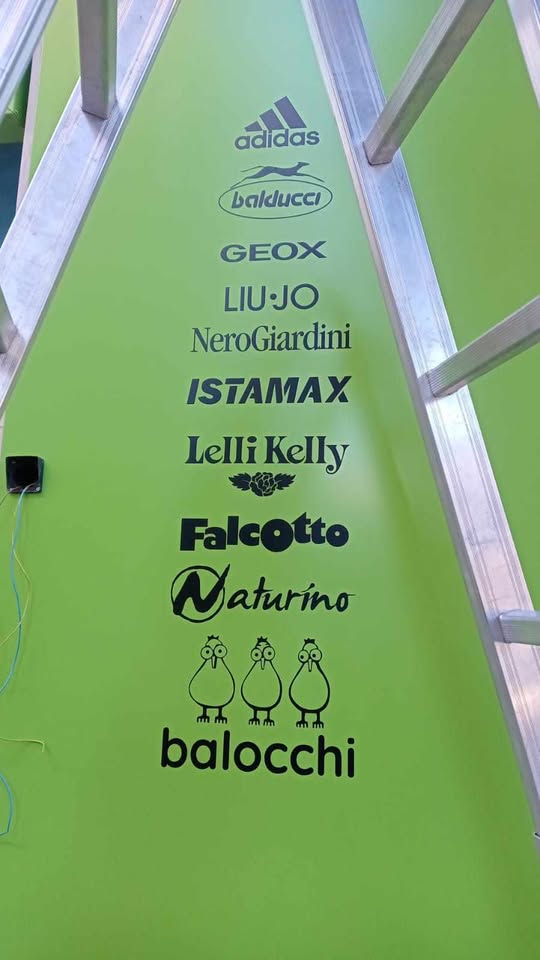 adidas
balducci
GEOX
LIU·JO
NeroGiardini
ISTAMAX
Lelli Kelly
Falcotto
Naturino
balocchi